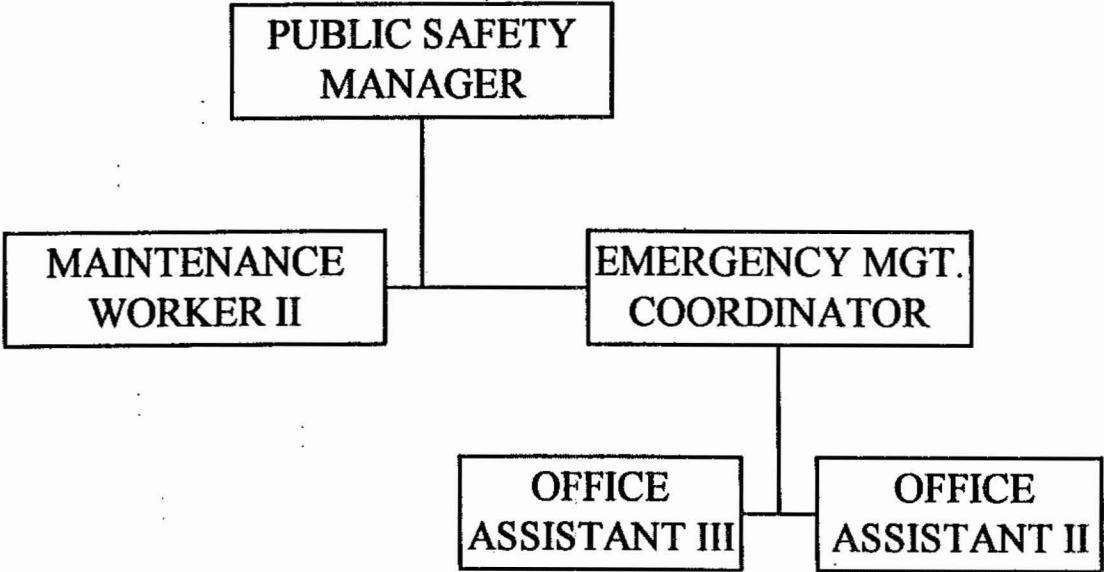 PUBLIC SAFETY
MANAGER
MAINTENANCE
WORKER II
EMERGENCY MGT.
COORDINATOR
OFFICE
ASSISTANT III
OFFICE
ASSISTANT II